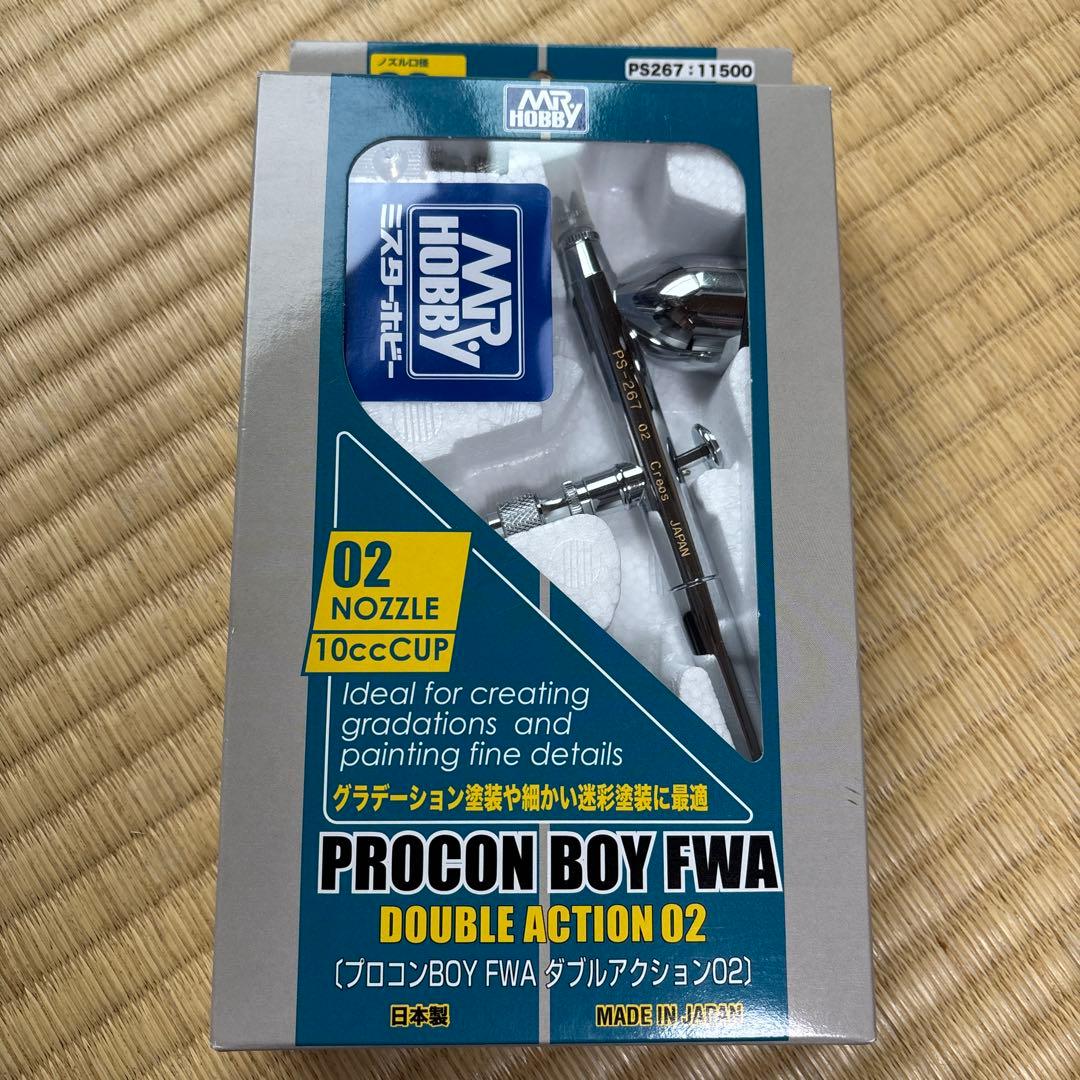 ノズル口径
PS267:11500
MR. HOBBY
MR. HOBBY
ミスターホビー
PS-267 02 Creos JAPAN
02
NOZZLE
10ccCUP
Ideal for creating
gradations and
painting fine details
グラデーション塗装や細かい迷彩塗装に最適
PROCON BOY FWA
DOUBLE ACTION 02
〔プロコンBOY FWA ダブルアクション02〕
日本製
MADE IN JAPAN